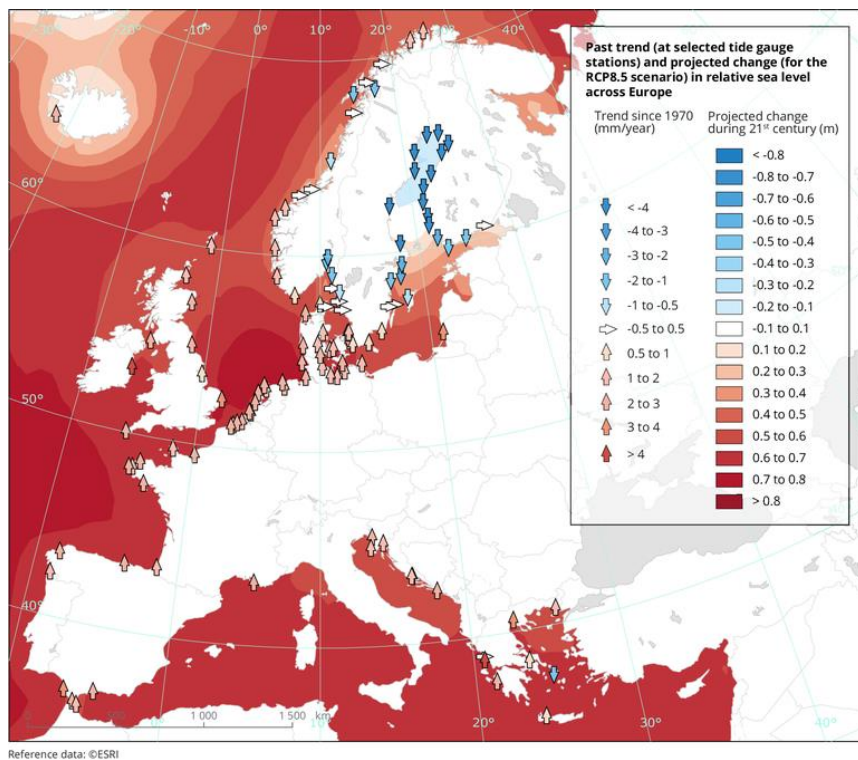 -30°
-20°
-10°
0°
10°
20°
30°
40°
60°
50°
40°
Past trend (at selected tide gauge
stations) and projected change (for the
RCP8.5 scenario) in relative sea level
across Europe
Trend since 1970
(mm/year)
< -4
-4 to -3
-3 to -2
-2 to -1
-1 to -0.5
-0.5 to 0.5
0.5 to 1
1 to 2
2 to 3
3 to 4
> 4
Projected change
during 21st century (m)
< -0.8
-0.8 to -0.7
-0.7 to -0.6
-0.6 to -0.5
-0.5 to -0.4
-0.4 to -0.3
-0.3 to -0.2
-0.2 to -0.1
-0.1 to 0.1
0.1 to 0.2
0.2 to 0.3
0.3 to 0.4
0.4 to 0.5
0.5 to 0.6
0.6 to 0.7
0.7 to 0.8
> 0.8
0 500 1 000 1 500 km
10° 20° 30° 40°
Reference data: ©ESRI